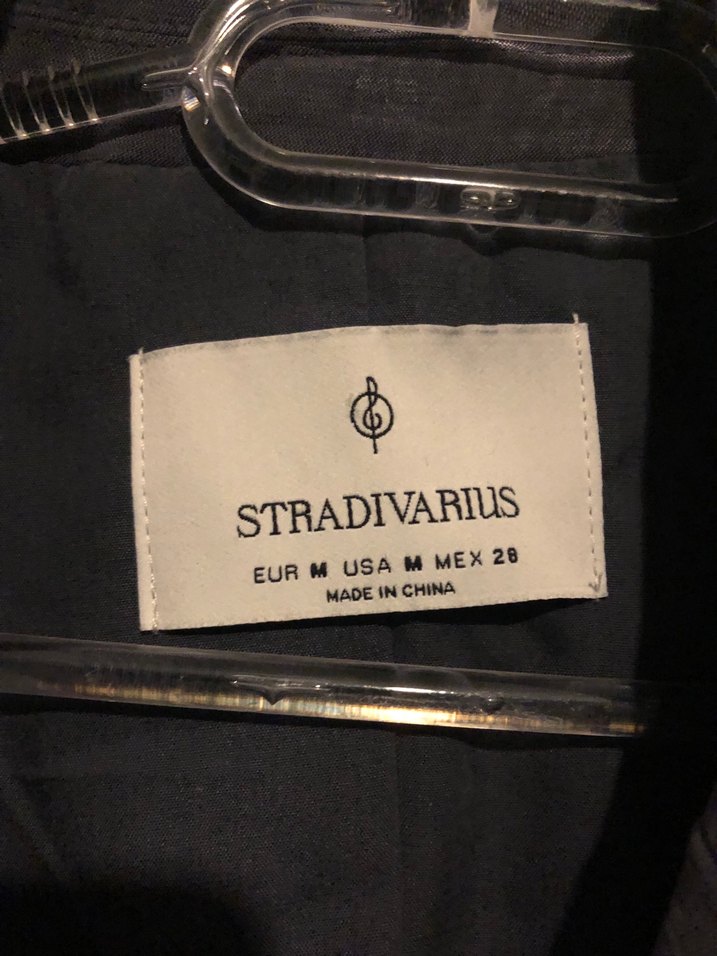 STRADIVARIUS
EUR M USA M MEX 28
MADE IN CHINA